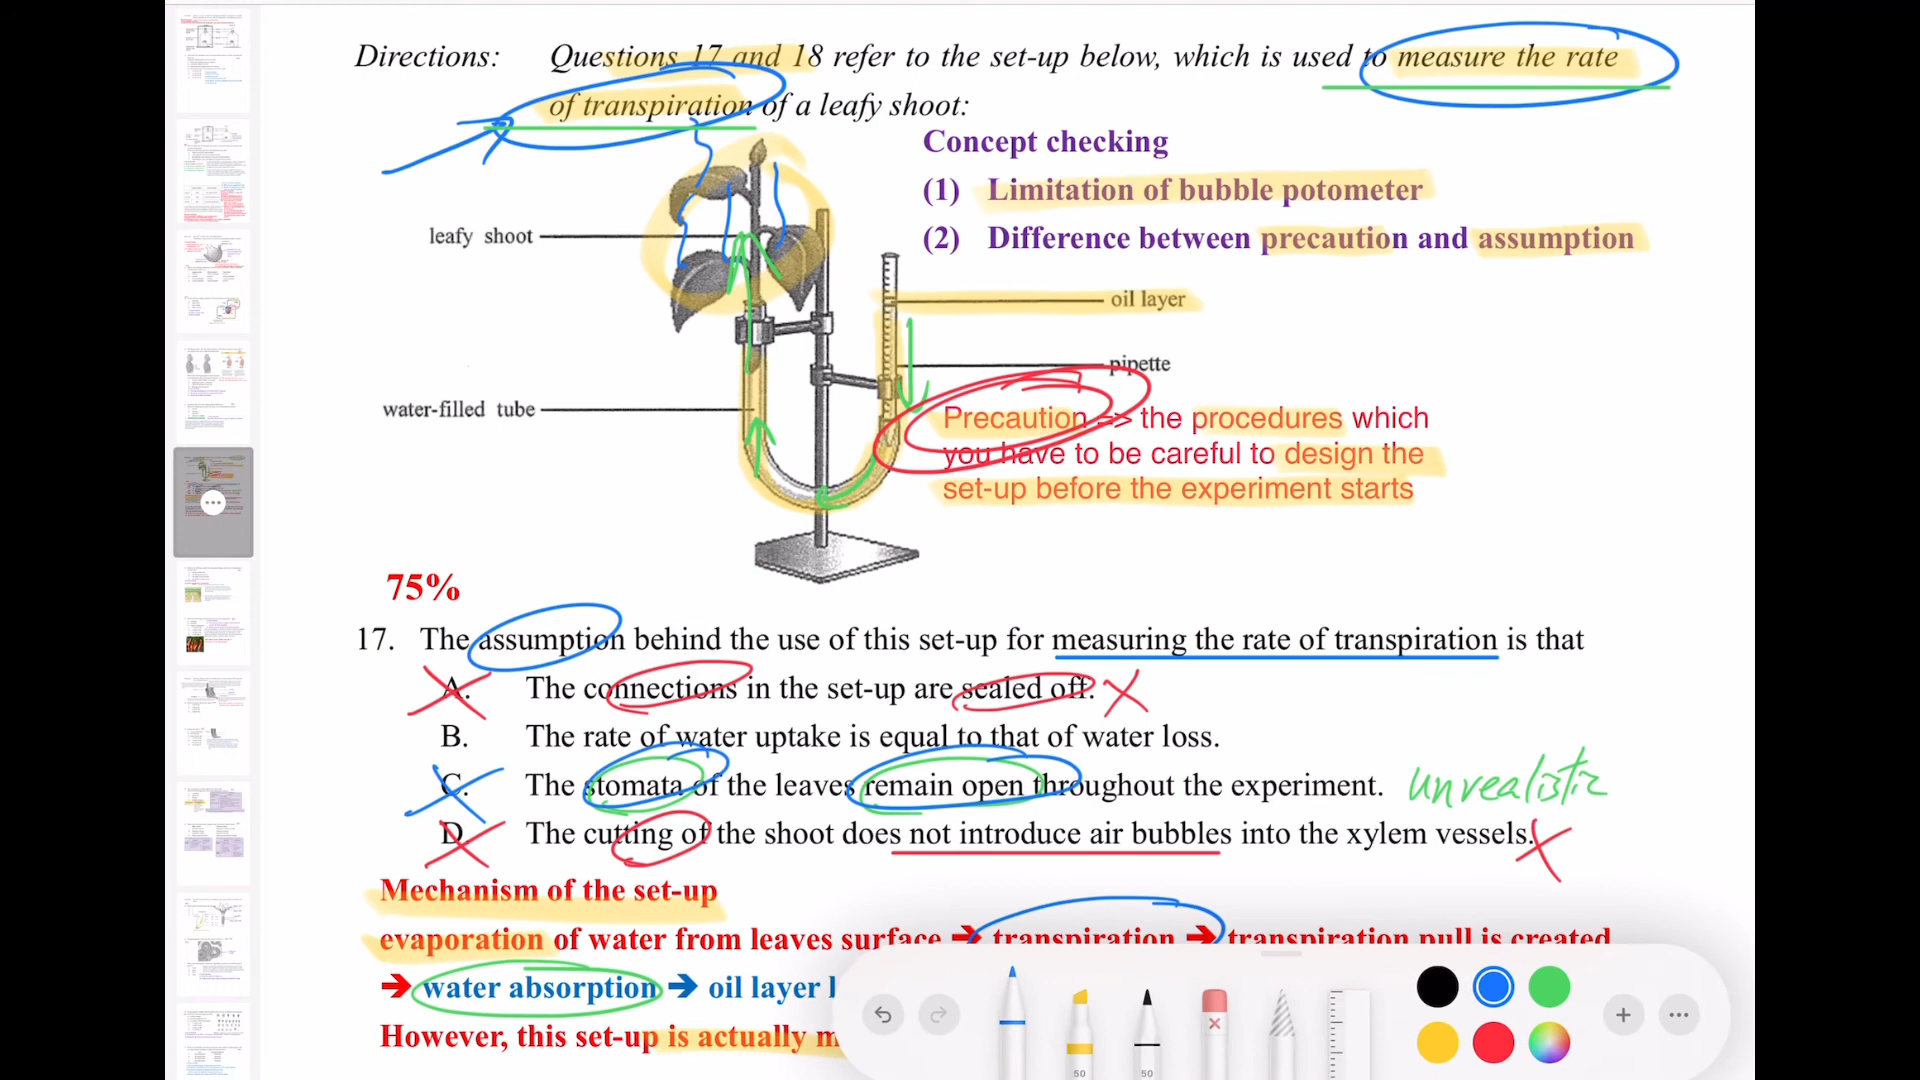 Directions: Questions 17 and 18 refer to the set-up below, which is used to measure the rate
of transpiration of a leafy shoot:
Concept checking
(1) Limitation of bubble potometer
(2) Difference between precaution and assumption
leafy shoot
oil layer
pipette
water-filled tube
Precaution => the procedures which
you have to be careful to design the
set-up before the experiment starts
75%
17. The assumption behind the use of this set-up for measuring the rate of transpiration is that
A. The connections in the set-up are sealed off.
B. The rate of water uptake is equal to that of water loss.
C. The stomata of the leaves remain open throughout the experiment. unrealistic
D. The cutting of the shoot does not introduce air bubbles into the xylem vessels.
Mechanism of the set-up
evaporation of water from leaves surface ➔ transpiration ➔ transpiration pull is created
➔ water absorption ➔ oil layer
However, this set-up is actually
50
50